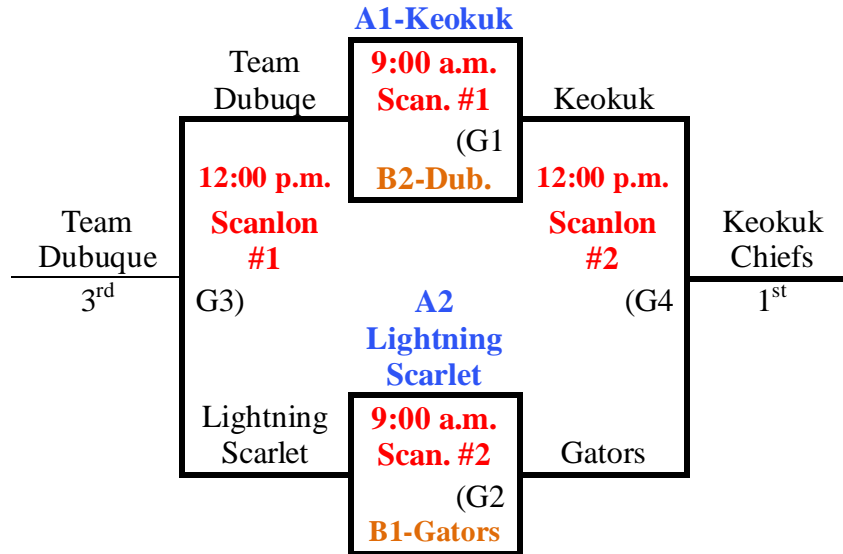 A1-Keokuk
Team
Dubuqe
9:00 a.m.
Scan. #1
(G1
B2-Dub.
Keokuk
12:00 p.m.
Scanlon
#1
G3)
12:00 p.m.
Scanlon
#2
(G4
Team
Dubuque
3rd
Keokuk
Chiefs
1st
A2
Lightning
Scarlet
Lightning
Scarlet
9:00 a.m.
Scan. #2
(G2
B1-Gators
Gators